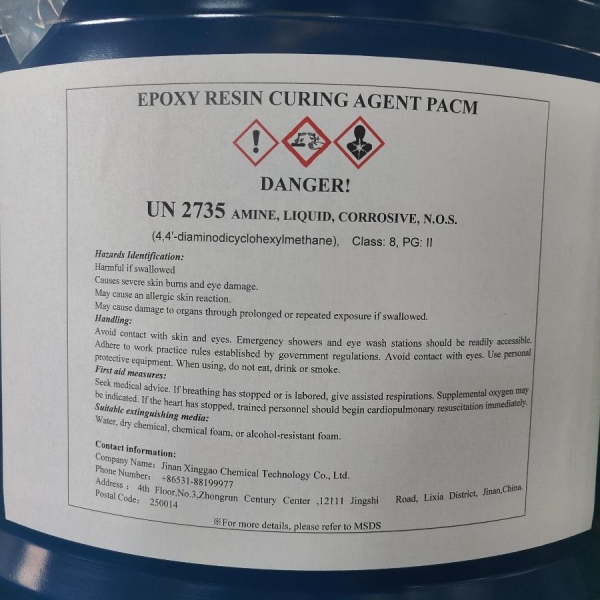 EPOXY RESIN CURING AGENT PACM
DANGER!
UN 2735 AMINE, LIQUID, CORROSIVE, N.O.S.
(4,4'-diaminodicyclohexylmethane), Class: 8, PG: II
Hazards Identification:
Harmful if swallowed
Causes severe skin burns and eye damage.
May cause an allergic skin reaction.
May cause damage to organs through prolonged or repeated exposure if swallowed.
Handling:
Avoid contact with skin and eyes. Emergency showers and eye wash stations should be readily accessible.
Adhere to work practice rules established by government regulations. Avoid contact with eyes. Use personal
protective equipment. When using, do not eat, drink or smoke.
First aid measures:
Seek medical advice. If breathing has stopped or is labored, give assisted respirations. Supplemental oxygen may
be indicated. If the heart has stopped, trained personnel should begin cardiopulmonary resuscitation immediately.
Suitable extinguishing media:
Water, dry chemical, chemical foam, or alcohol-resistant foam.
Contact information:
Company Name: Jinan Xinggao Chemical Technology Co., Ltd.
Phone Number: +86531-88199977
Address : 4th Floor,No.3,Zhongrun Century Center ,12111 Jingshi Road, Lixia District, Jinan,China.
Postal Code: 250014
※For more details, please refer to MSDS